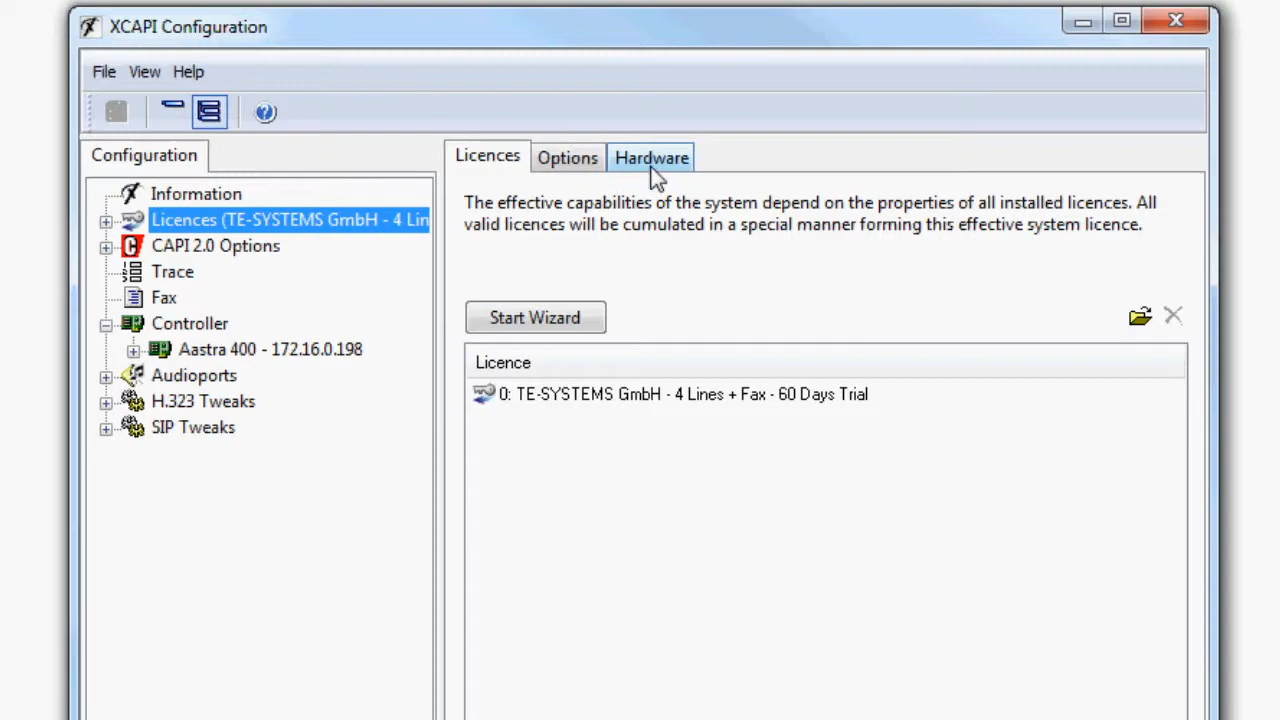 XCAPI Configuration
File View Help
Configuration
Information
Licences (TE-SYSTEMS GmbH - 4 Lin
CAPI 2.0 Options
Trace
Fax
Controller
Aastra 400 - 172.16.0.198
Audioports
H.323 Tweaks
SIP Tweaks
Licences Options Hardware
The effective capabilities of the system depend on the properties of all installed licences. All
valid licences will be cumulated in a special manner forming this effective system licence.
Start Wizard
Licence
0: TE-SYSTEMS GmbH - 4 Lines + Fax - 60 Days Trial